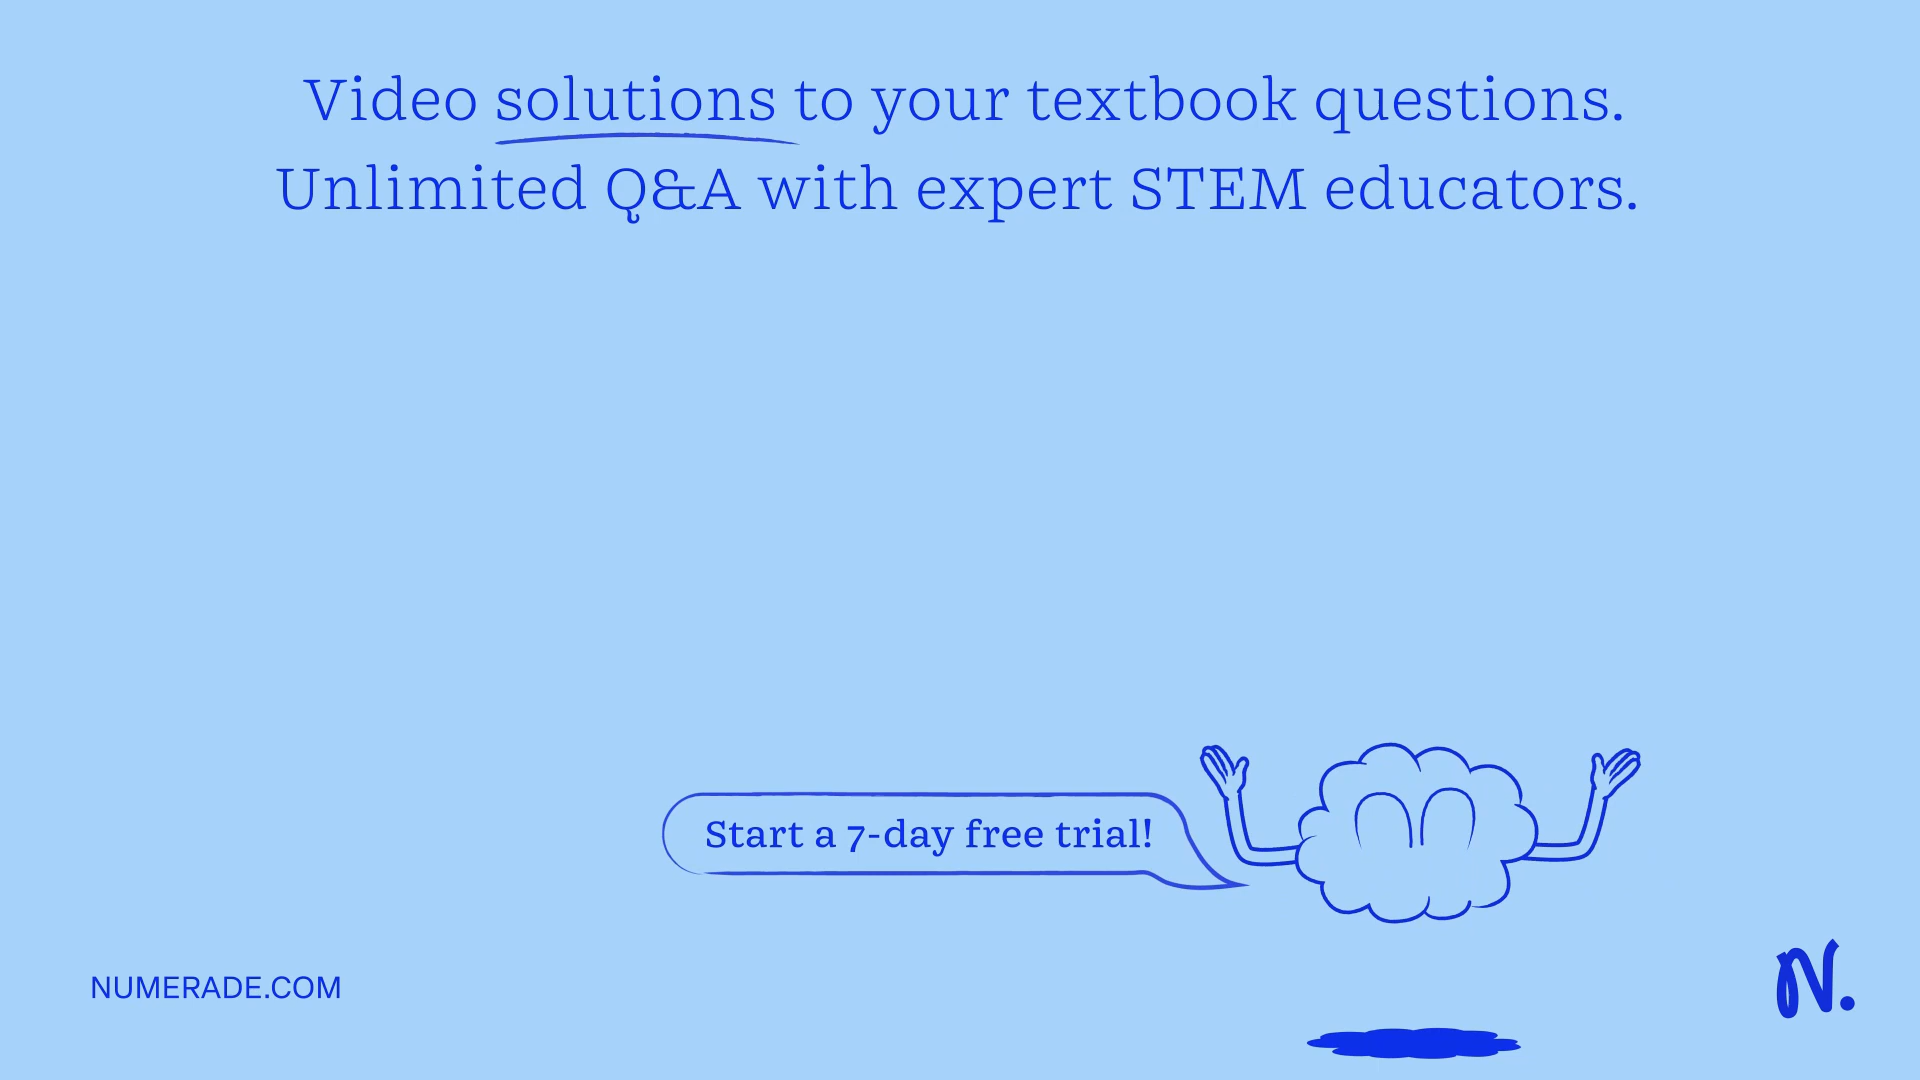 Video solutions to your textbook questions.
Unlimited Q&A with expert STEM educators.
Start a 7-day free trial!
NUMERADE.COM
N.